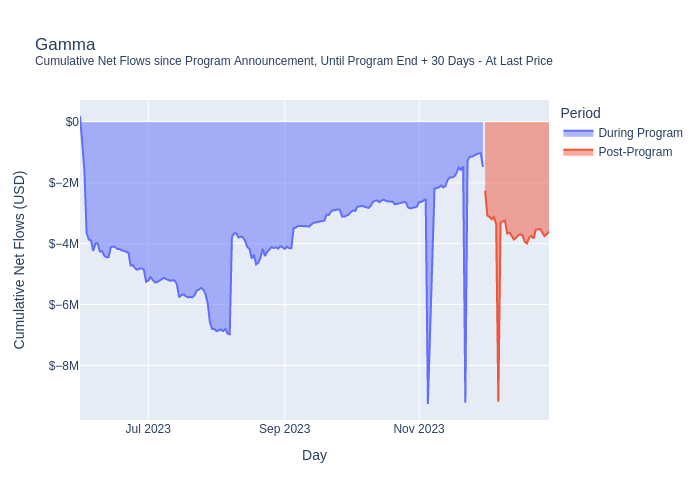 Gamma
Cumulative Net Flows since Program Announcement, Until Program End + 30 Days - At Last Price
Period
During Program
Post-Program
Cumulative Net Flows (USD)
$0
$−2M
$−4M
$−6M
$−8M
Jul 2023
Sep 2023
Nov 2023
Day